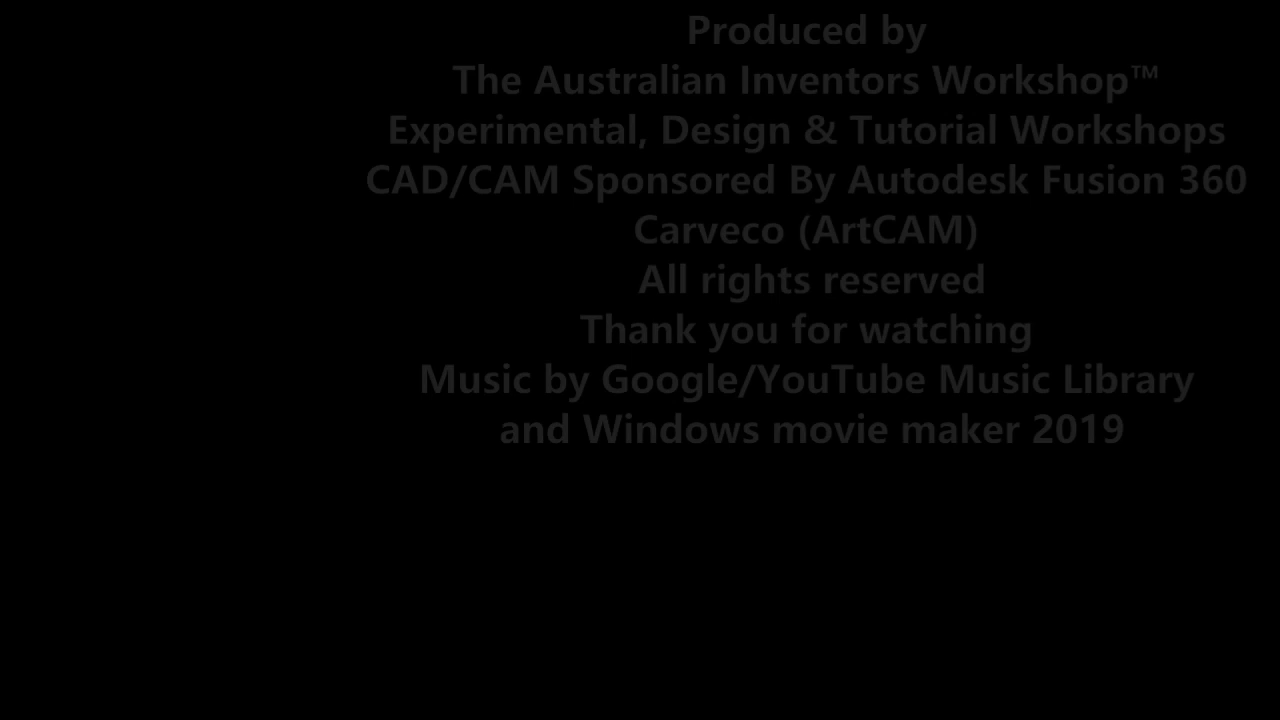 Produced by
The Australian Inventors Workshop™
Experimental, Design & Tutorial Workshops
CAD/CAM Sponsored By Autodesk Fusion 360
Carveco (ArtCAM)
All rights reserved
Thank you for watching
Music by Google/YouTube Music Library
and Windows movie maker 2019